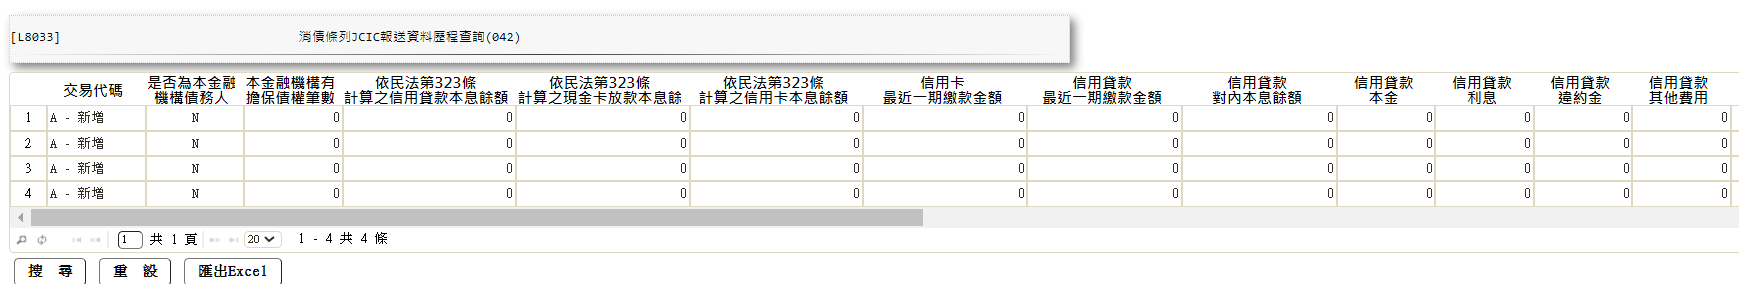 [L8033] 消債條列JCIC報送資料歷程查詢(042)
交易代碼 是否為本金融 本金融機構有 依民法第323條 依民法第323條 依民法第323條 信用卡 信用貸款 信用貸款 信用貸款 信用貸款 信用貸款 信用貸款
機構債務人 擔保債權筆數 計算之信用貸款本息餘額 計算之現金卡放款本息餘 計算之信用卡本息餘額 最近一期繳款金額 最近一期繳款金額 對內本息餘額 本金 利息 違約金 其他費用
1 A - 新增 N 0 0 0 0 0 0 0 0 0 0 0
2 A - 新增 N 0 0 0 0 0 0 0 0 0 0 0
3 A - 新增 N 0 0 0 0 0 0 0 0 0 0 0
4 A - 新增 N 0 0 0 0 0 0 0 0 0 0 0
1 共 1 頁 20 1 - 4 共 4 條
搜 尋 重 設 匯出Excel